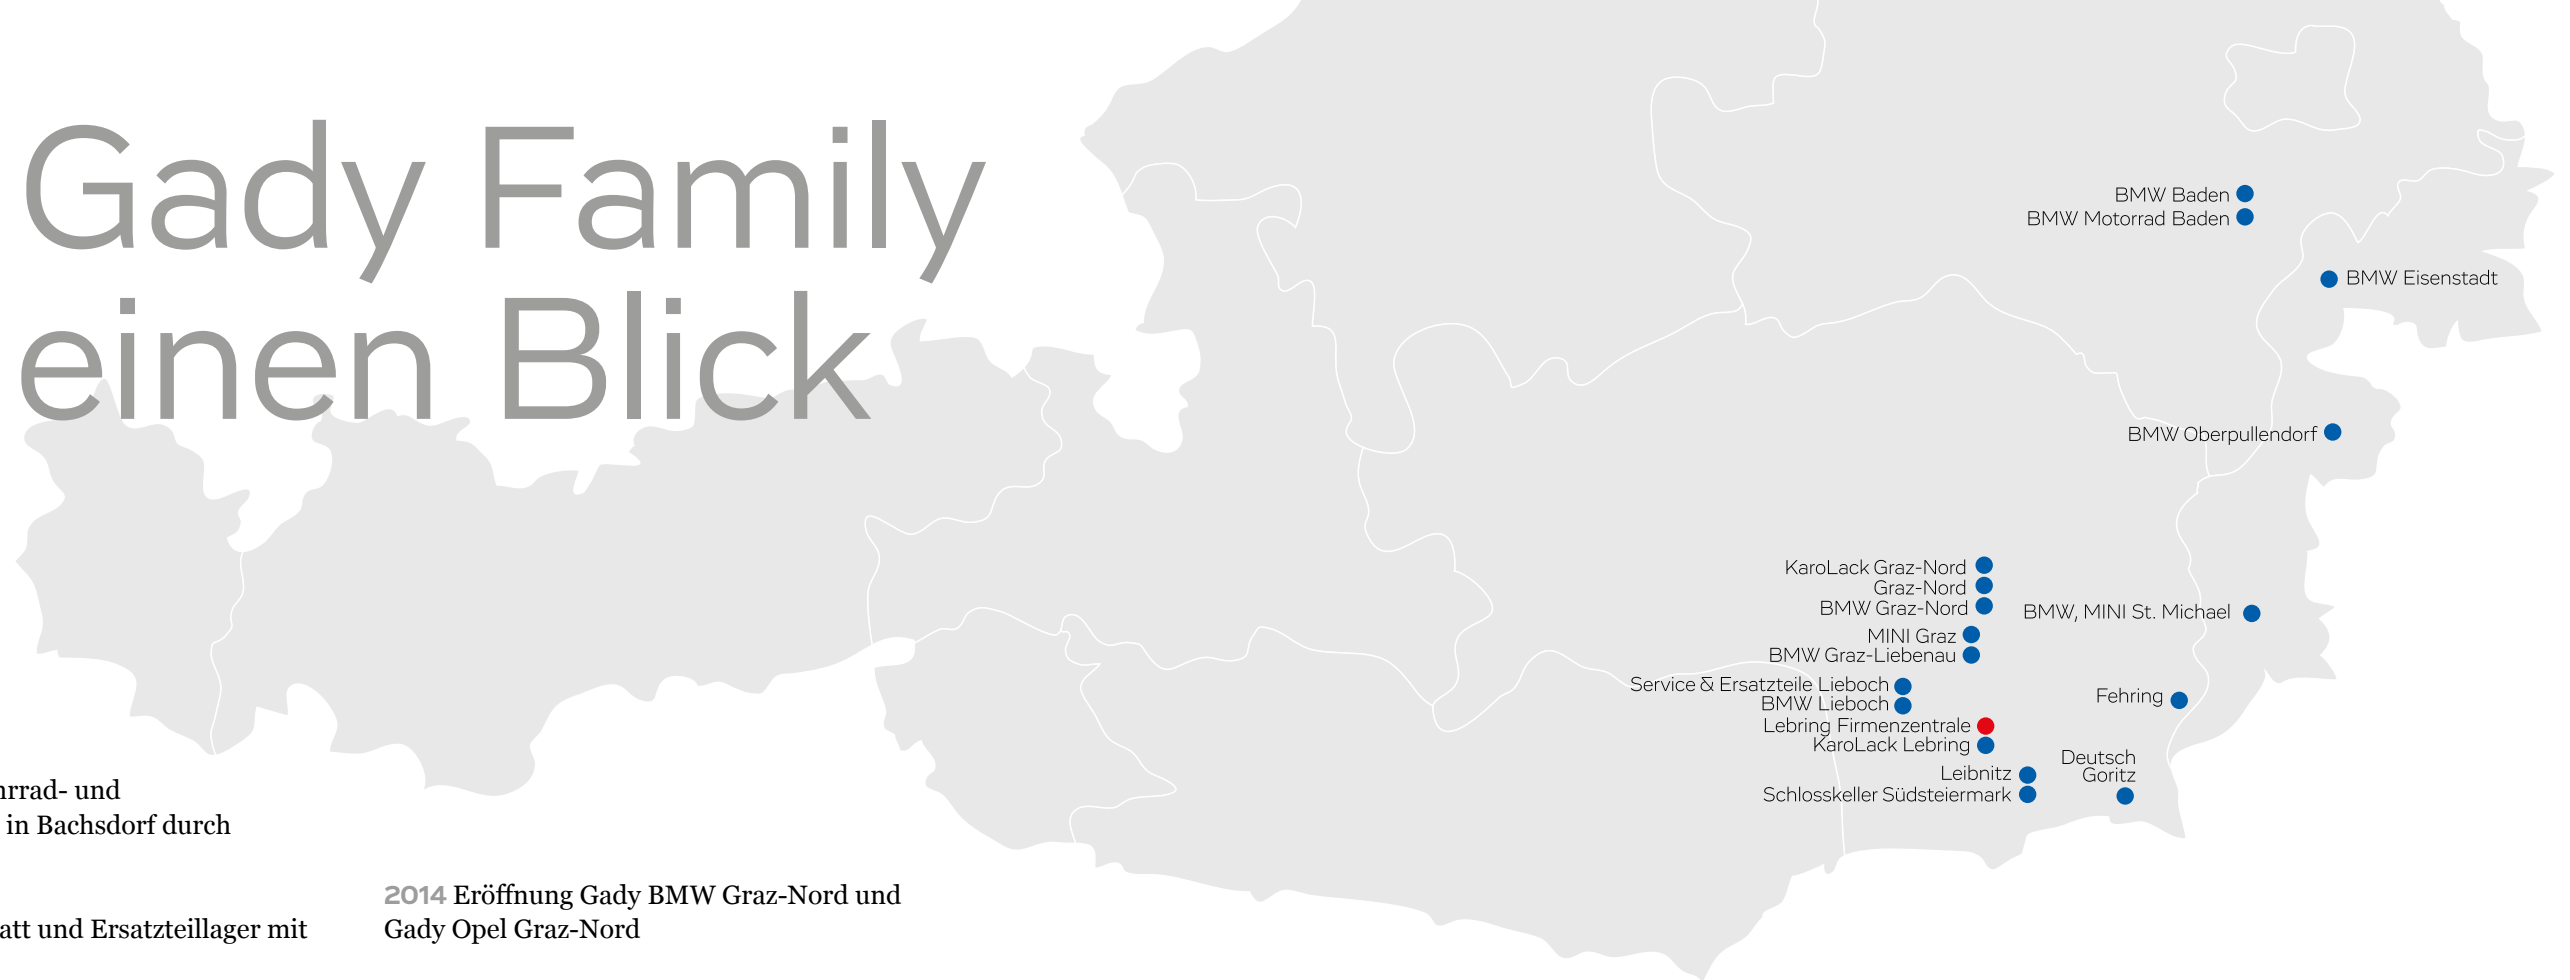 Gady Family
einen Blick
BMW Baden
BMW Motorrad Baden
BMW Eisenstadt
BMW Oberpullendorf
KaroLack Graz-Nord
Graz-Nord
BMW Graz-Nord
BMW, MINI St. Michael
MINI Graz
BMW Graz-Liebenau
Service & Ersatzteile Lieboch
BMW Lieboch
Fehring
Lebring Firmenzentrale
KaroLack Lebring
Deutsch
Goritz
Leibnitz
Schlosskeller Südsteiermark
und
in Bachsdorf durch
und Ersatzteillager mit
2014 Eröffnung Gady BMW Graz-Nord und
Gady Opel Graz-Nord